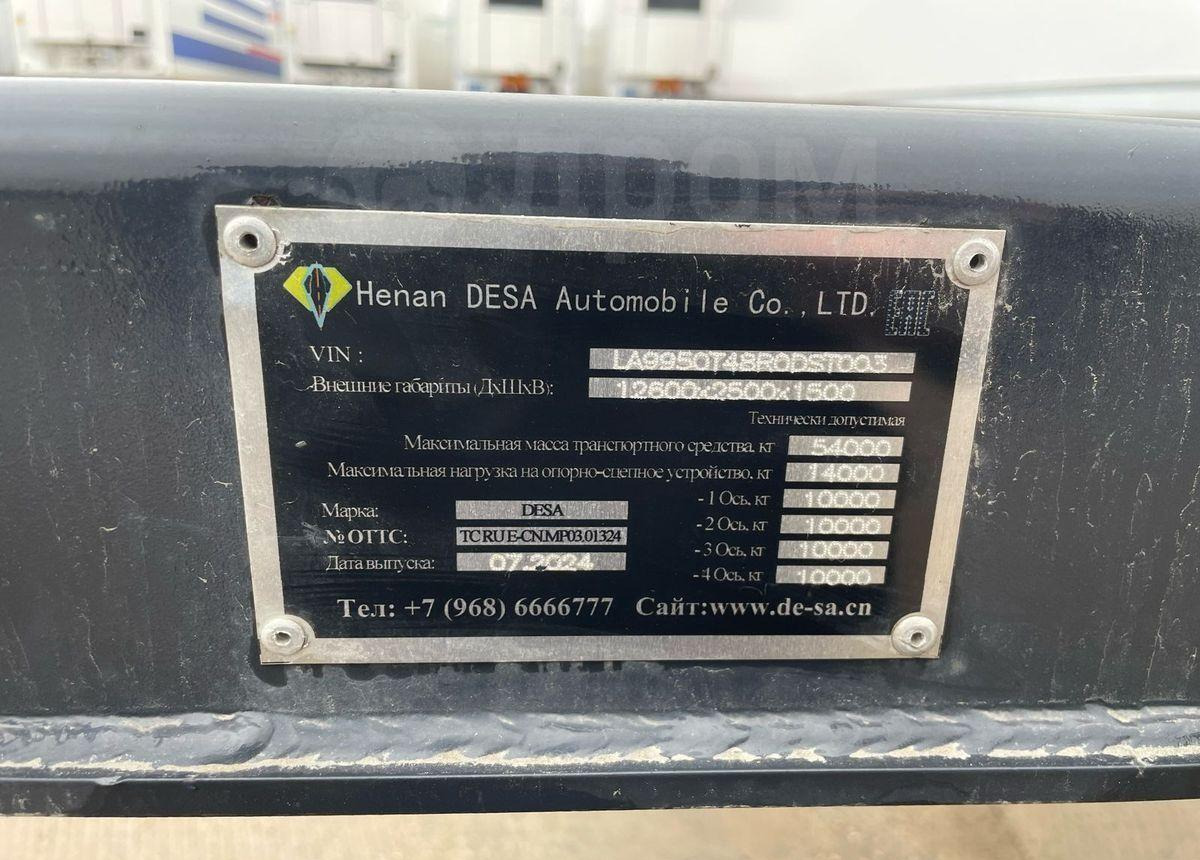 дром
Henan DESA Automobile Co.,LTD.
EAC
VIN:
Внешние габариты (ДхШхВ): 12600x2500x1500
Технически допустимая
Максимальная масса транспортного средства, кг 54000
Максимальная нагрузка на опорно-сцепное устройство, кг 14000
- 1 Ось, кг 10000
- 2 Ось, кг 10000
- 3 Ось, кг 10000
- 4 Ось, кг 10000
Марка: DESA
№ ОТТС: TC RU E-CN.MP03.01324
Дата выпуска: 07.2024
Тел: +7 (968) 6666777 Сайт:www.de-sa.cn